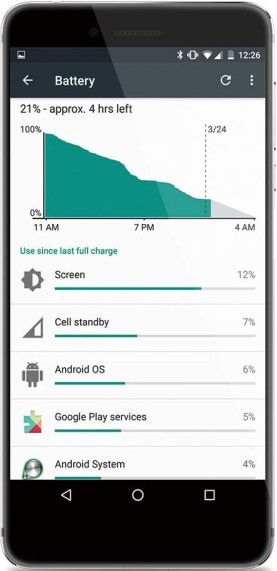 12:26
Battery
21% - approx. 4 hrs left
100%
3/24
0%
11 AM 7 PM 4 AM
Use since last full charge
Screen 12%
Cell standby 7%
Android OS 6%
Google Play services 5%
Android System 4%